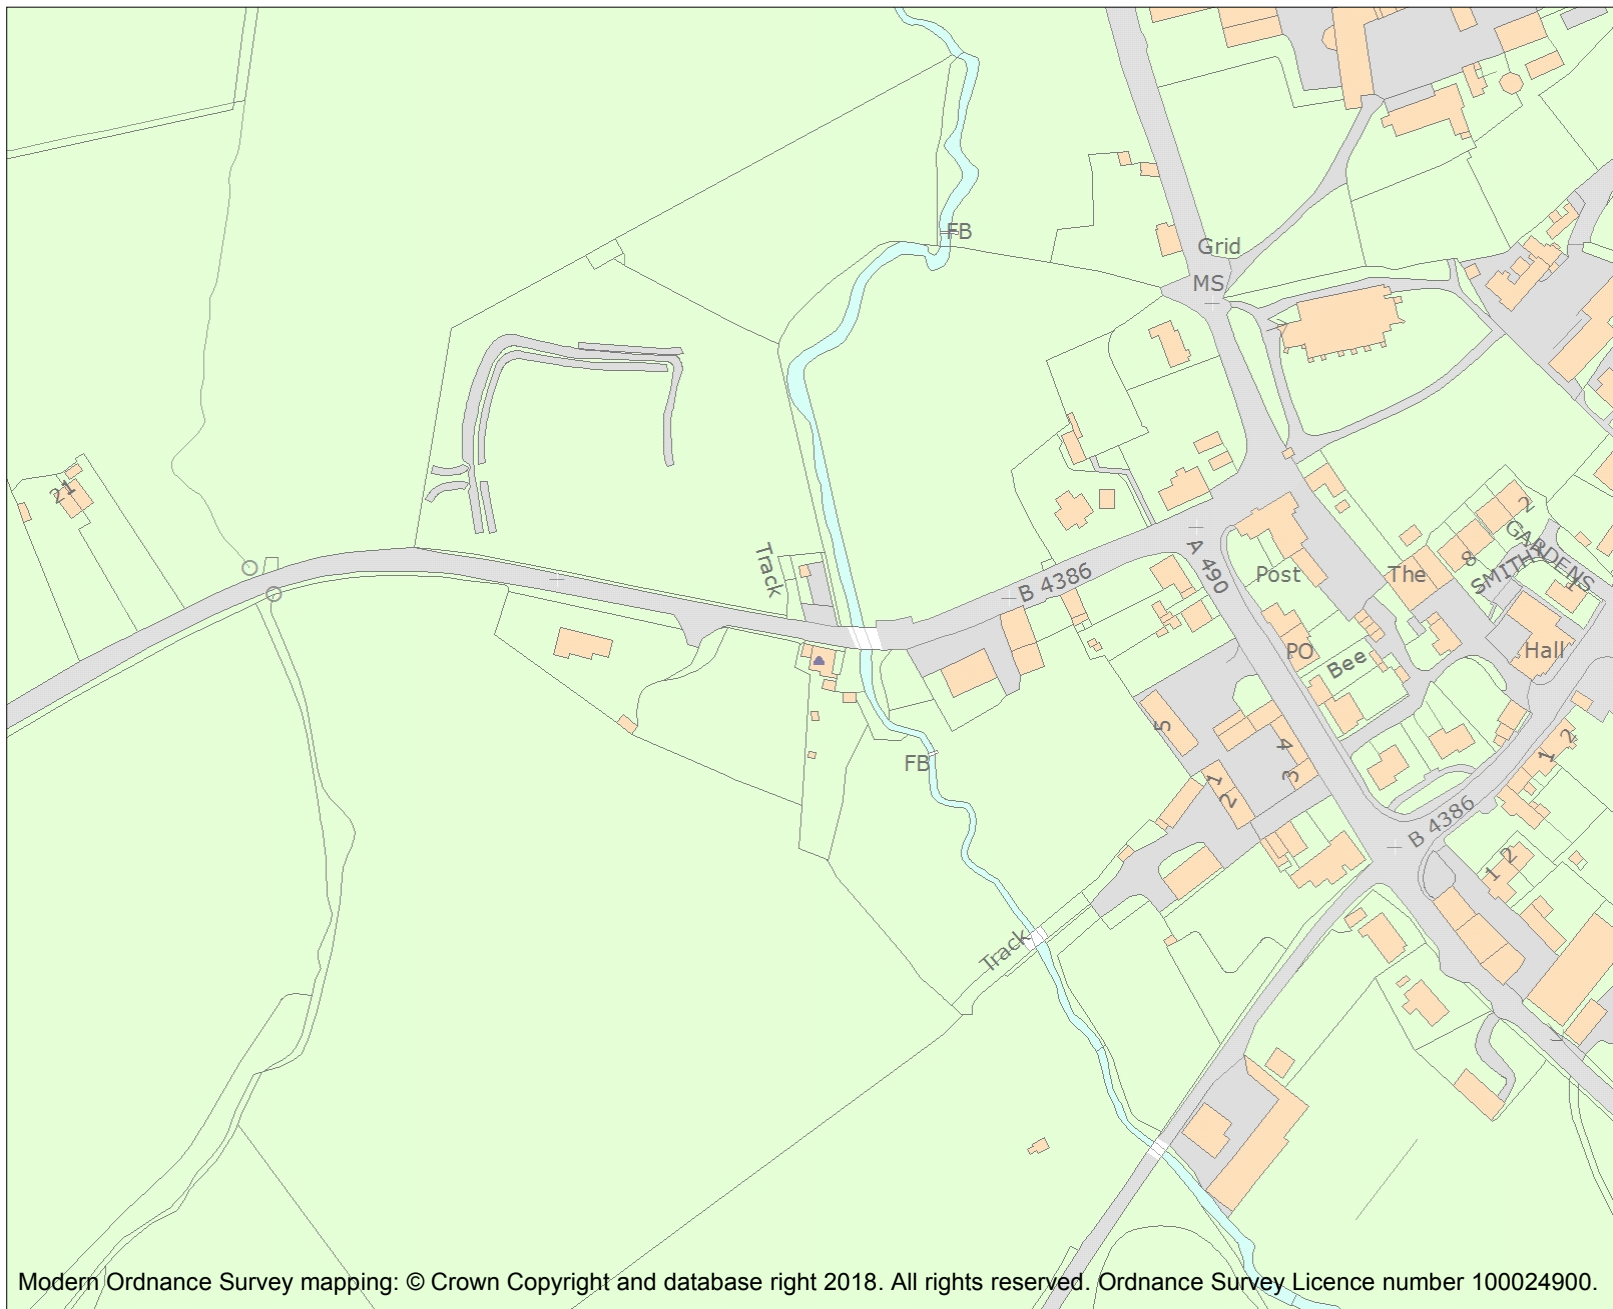 FB
Grid
MS
21
2
GARDENS
SMITHY
8
1
Track
B 4386
A 490
Post
The
PO
Bee
Hall
5
4
3
1
2
FB
1 2
B 4386
1 2
Track
Modern Ordnance Survey mapping: © Crown Copyright and database right 2018. All rights reserved. Ordnance Survey Licence number 100024900.